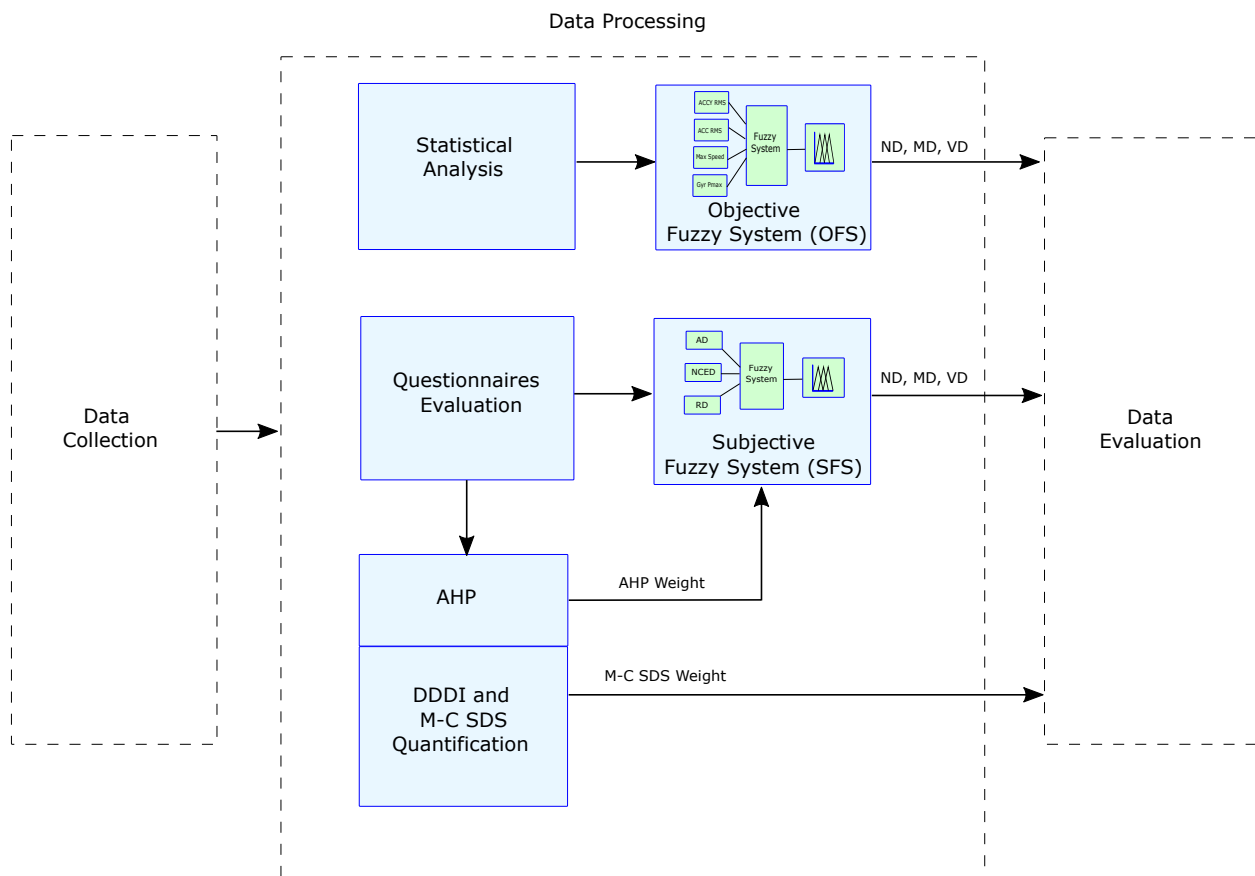 Data Processing
Data
Collection
Statistical
Analysis
ACCY RMS
ACC RMS
Max Speed
Gyr Pmax
Fuzzy
System
Objective
Fuzzy System (OFS)
ND, MD, VD
Questionnaires
Evaluation
AD
NCED
RD
Fuzzy
System
Subjective
Fuzzy System (SFS)
ND, MD, VD
AHP
AHP Weight
DDDI and
M-C SDS
Quantification
M-C SDS Weight
Data
Evaluation